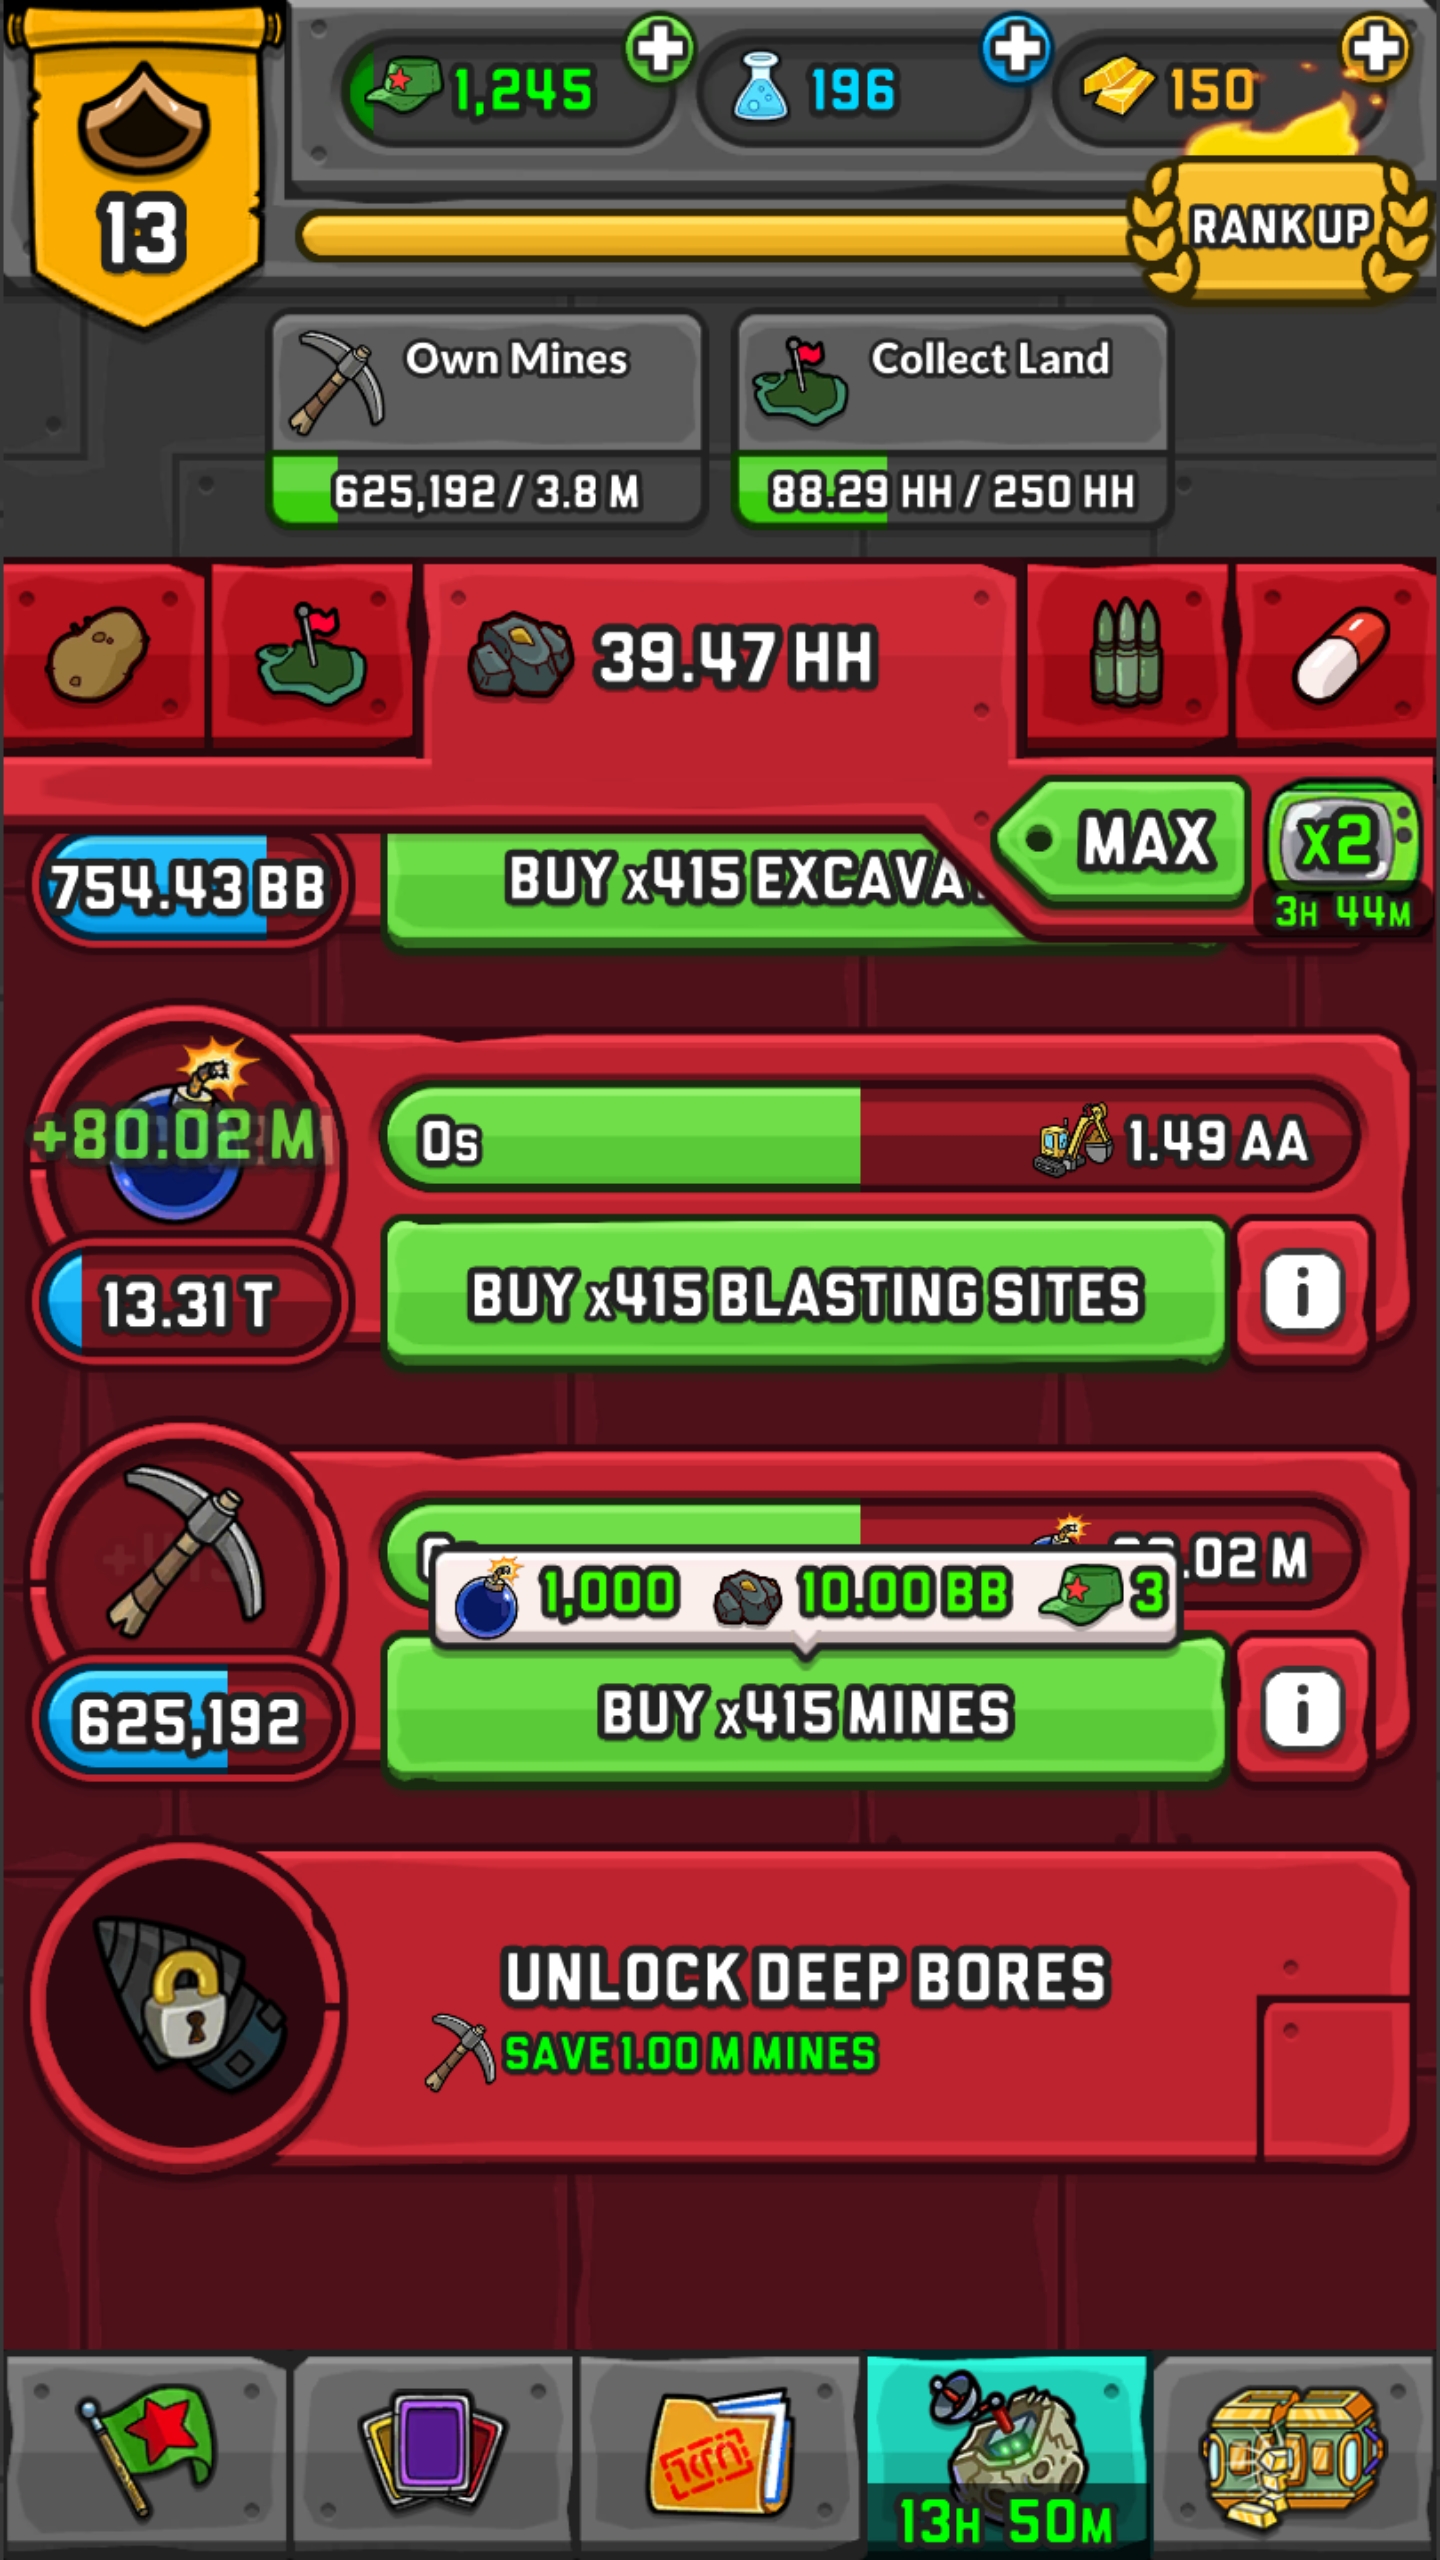 1,245
196
150
13
RANK UP
Own Mines
625,192 / 3.8 M
Collect Land
88.29 HH / 250 HH
39.47 HH
MAX
x2
3H 44M
754.43 BB
+80.02 M
0s
1.49 AA
13.31 T
BUY x415 BLASTING SITES
i
.02 M
1,000
10.00 BB
3
625,192
BUY x415 MINES
i
UNLOCK DEEP BORES
SAVE 1.00 M MINES
13H 50M